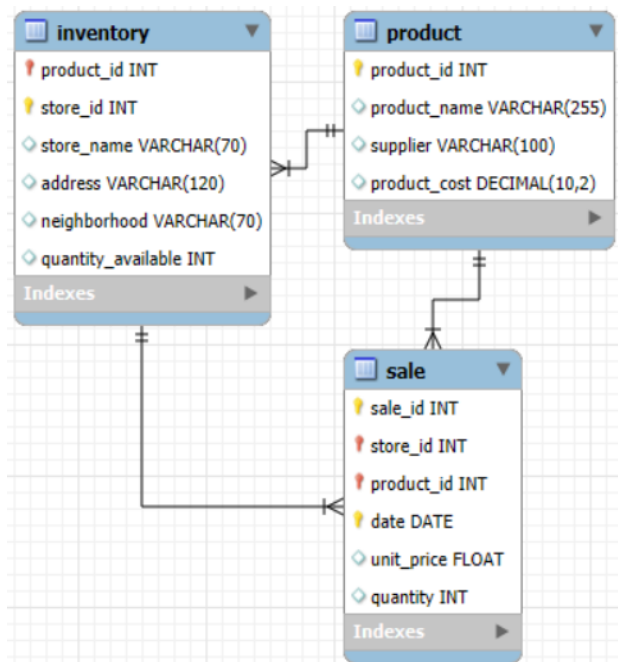 inventory
product_id INT
store_id INT
store_name VARCHAR(70)
address VARCHAR(120)
neighborhood VARCHAR(70)
quantity_available INT
Indexes
product
product_id INT
product_name VARCHAR(255)
supplier VARCHAR(100)
product_cost DECIMAL(10,2)
Indexes
sale
sale_id INT
store_id INT
product_id INT
date DATE
unit_price FLOAT
quantity INT
Indexes